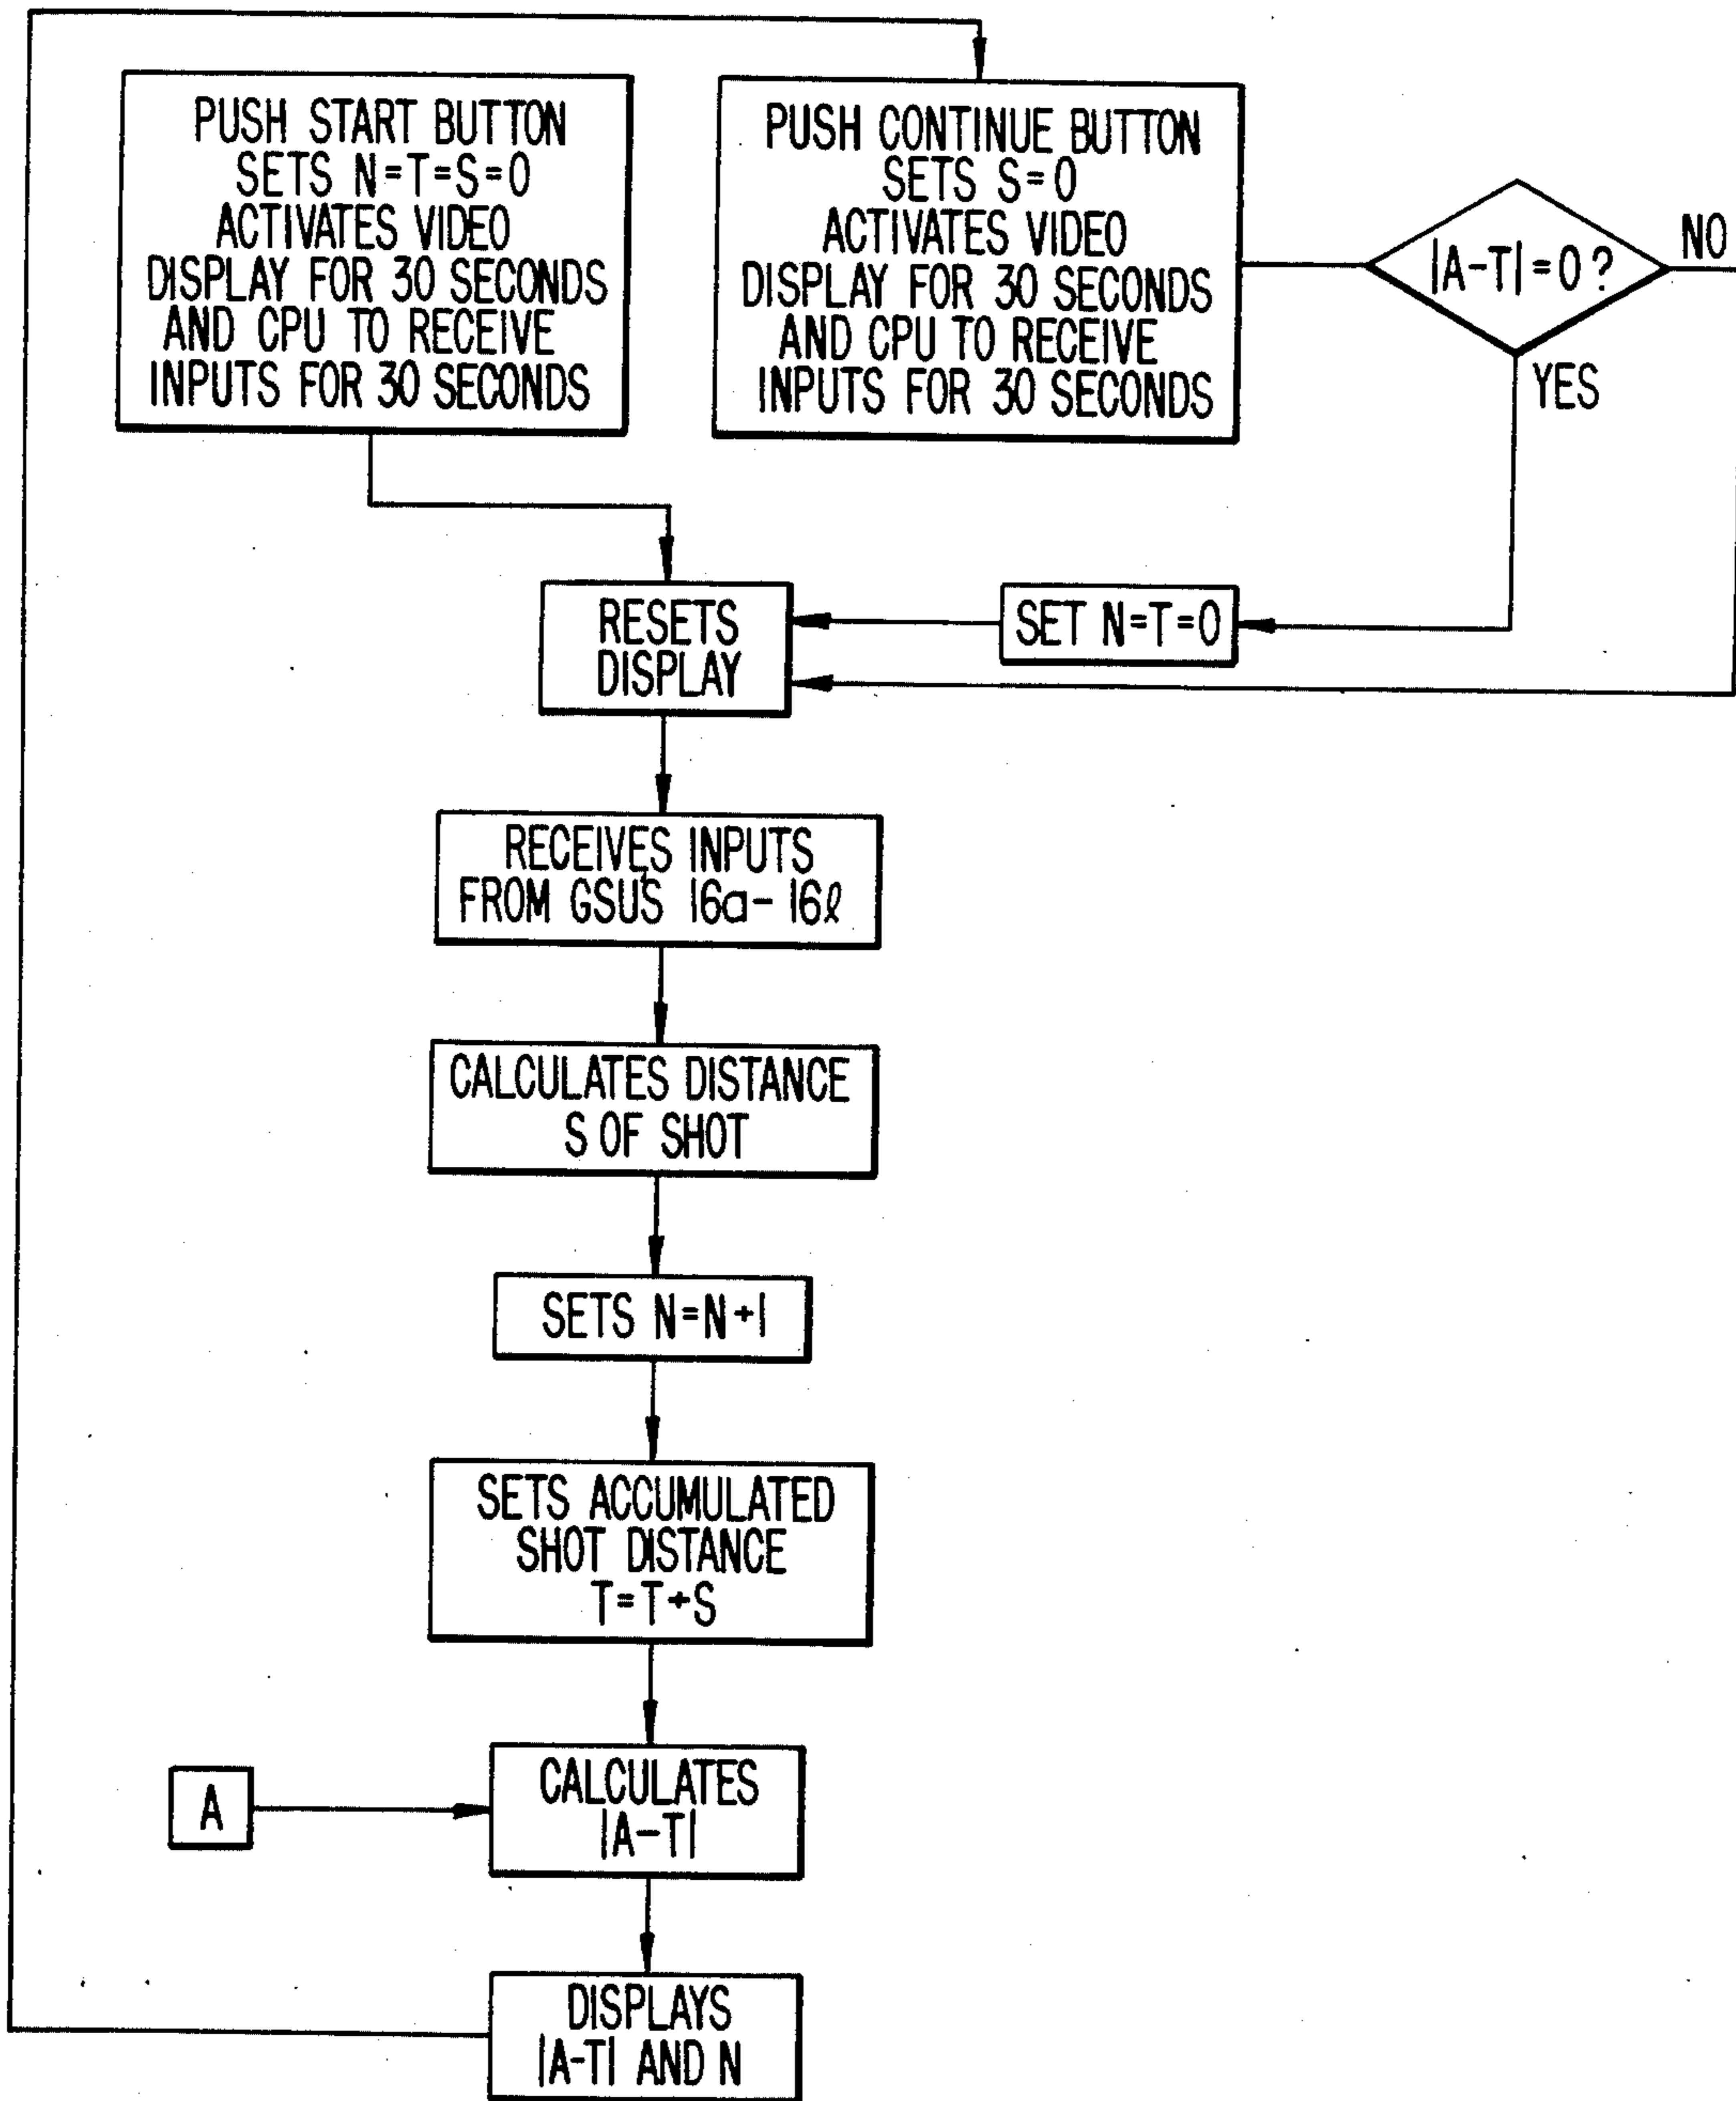 PUSH START BUTTON
SETS N=T=S=0
ACTIVATES VIDEO
DISPLAY FOR 30 SECONDS
AND CPU TO RECEIVE
INPUTS FOR 30 SECONDS
PUSH CONTINUE BUTTON
SETS S=0
ACTIVATES VIDEO
DISPLAY FOR 30 SECONDS
AND CPU TO RECEIVE
INPUTS FOR 30 SECONDS
|A-T|=0?
NO
YES
RESETS
DISPLAY
SET N=T=0
RECEIVES INPUTS
FROM GSU'S 16a-16ℓ
CALCULATES DISTANCE
S OF SHOT
SETS N=N+1
SETS ACCUMULATED
SHOT DISTANCE
T=T+S
A
CALCULATES
|A-T|
DISPLAYS
|A-T| AND N